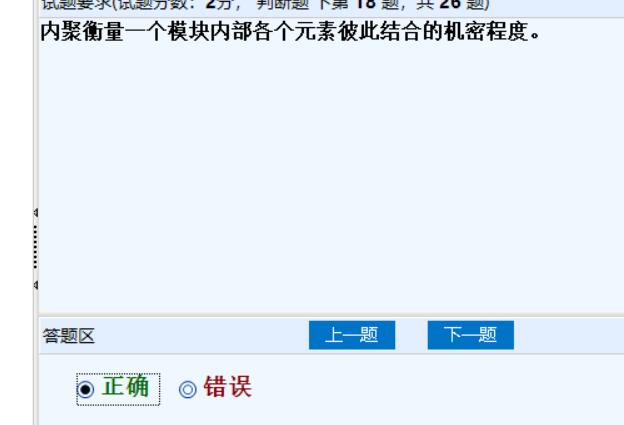 试题要求(试题分数：2分， 判断题 下第 18 题，共 26 题)
内聚衡量一个模块内部各个元素彼此结合的机密程度。
答题区
上一题
下一题
正确
错误